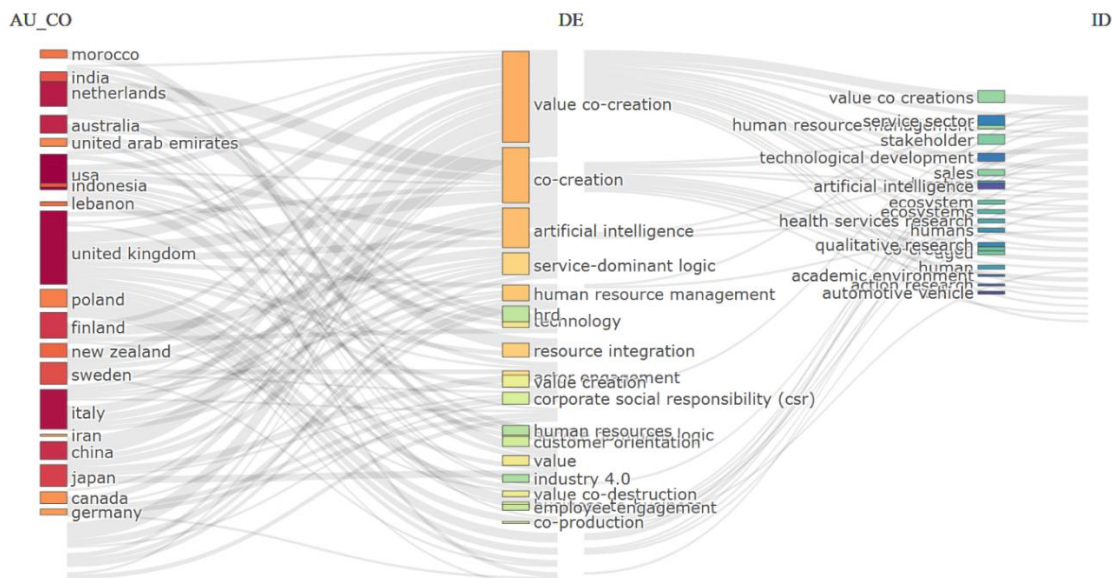 AU_CO
DE
ID
morocco
india
netherlands
australia
united arab emirates
usa
indonesia
lebanon
united kingdom
poland
finland
new zealand
sweden
italy
iran
china
japan
canada
germany
value co-creation
co-creation
artificial intelligence
service-dominant logic
human resource management
hrd
technology
resource integration
actor engagement
value creation
corporate social responsibility (csr)
human resources
logic
customer orientation
value
industry 4.0
value co-destruction
employee engagement
co-production
value co creations
service sector
human resource management
stakeholder
technological development
sales
artificial intelligence
ecosystem
ecosystems
health services research
humans
qualitative research
human
academic environment
action research
automotive vehicle